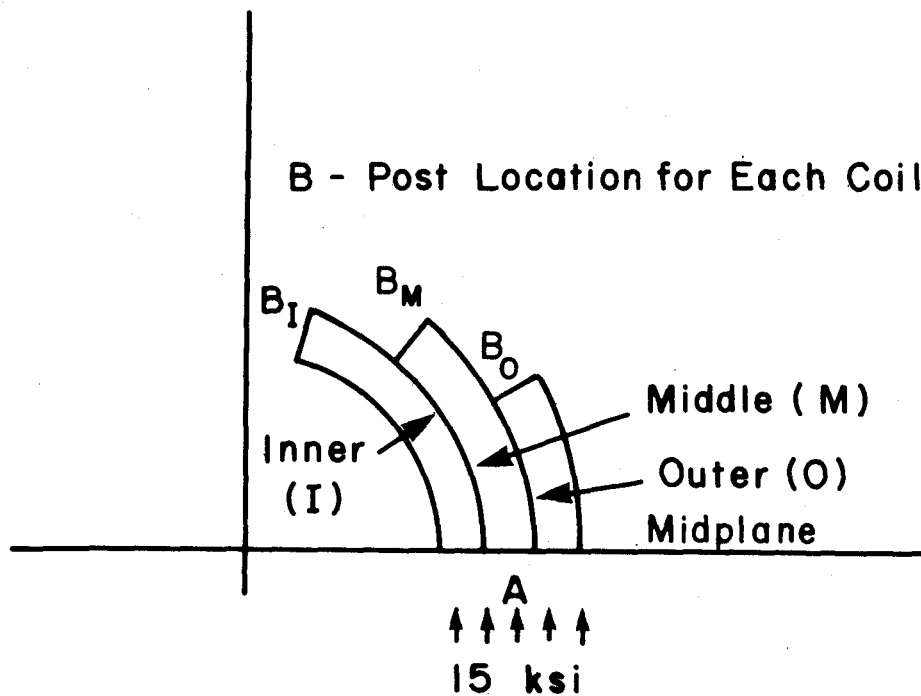 B - Post Location for Each Coil
B_M
B_I
B_O
Middle (M)
Inner
(I)
Outer (O)
Midplane
A
15 ksi